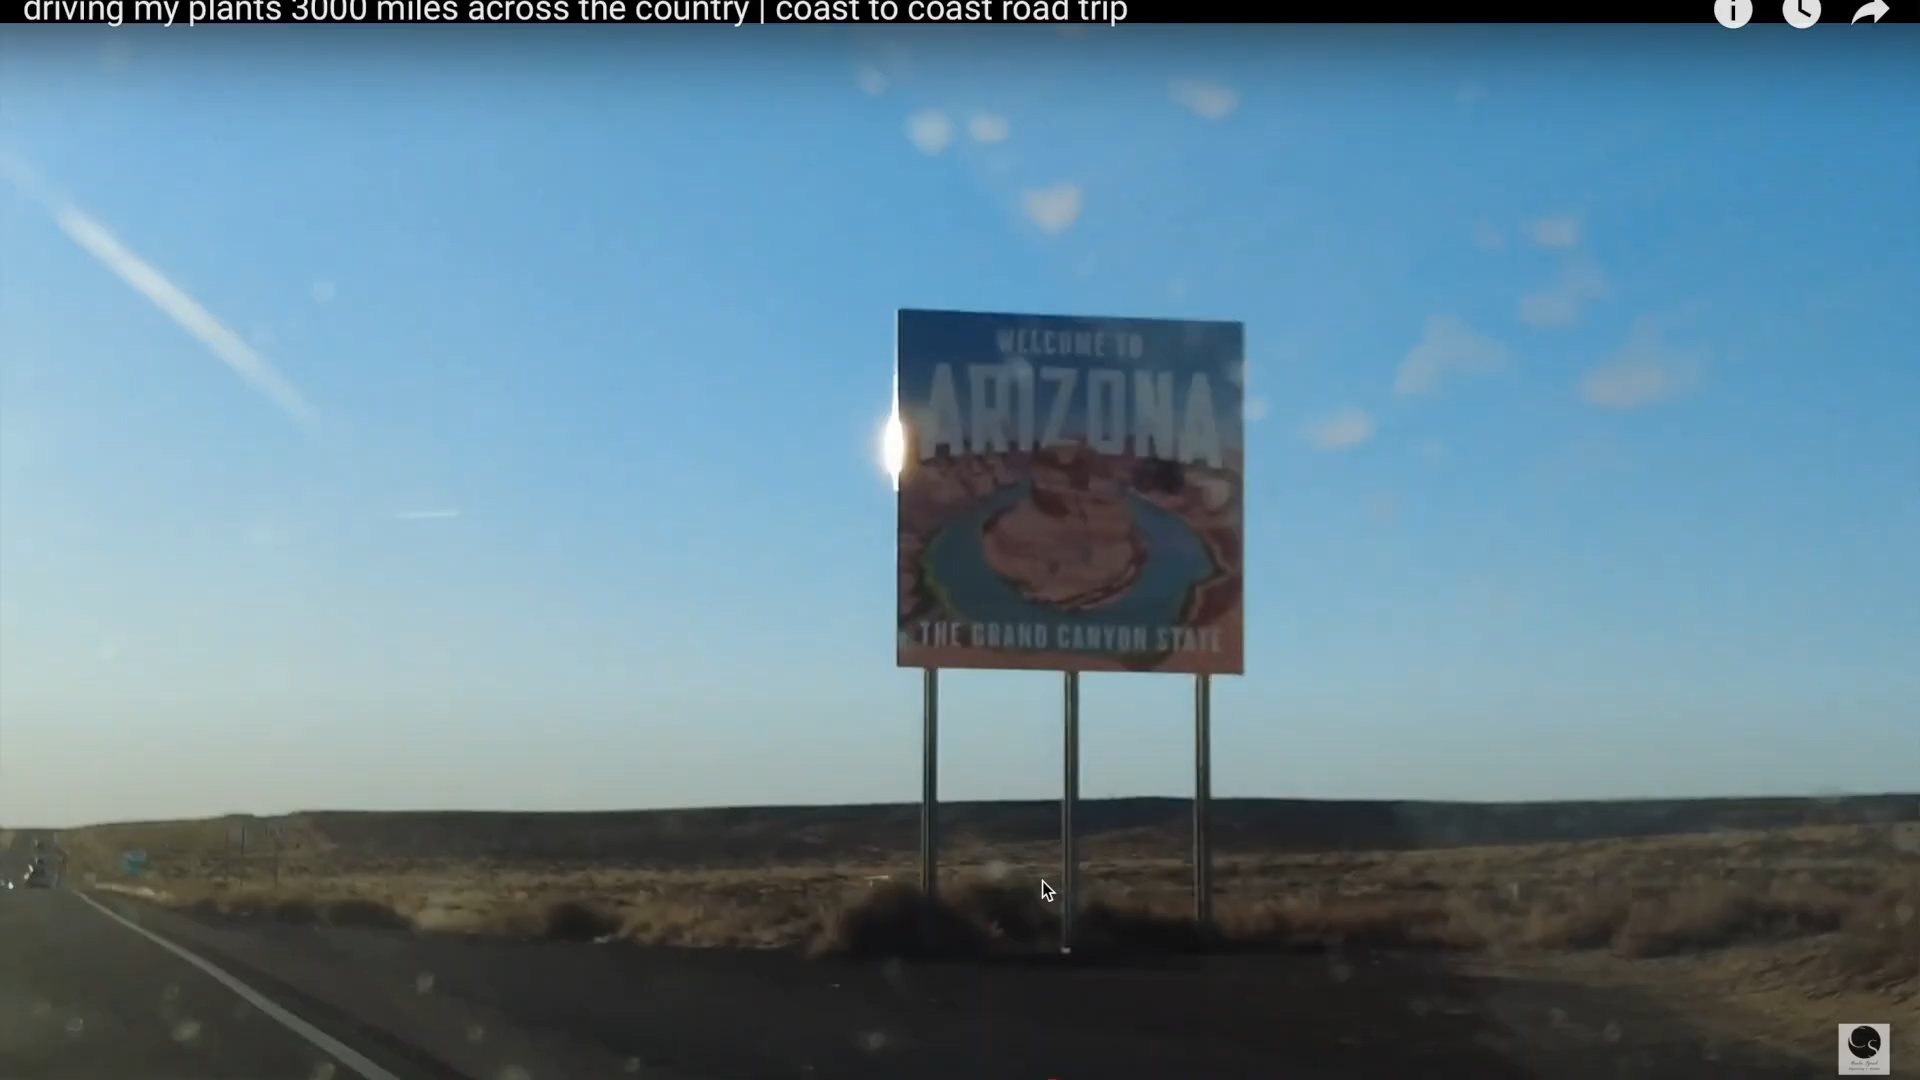 driving my plants 3000 miles across the country | coast to coast road trip
WELCOME TO
ARIZONA
THE GRAND CANYON STATE